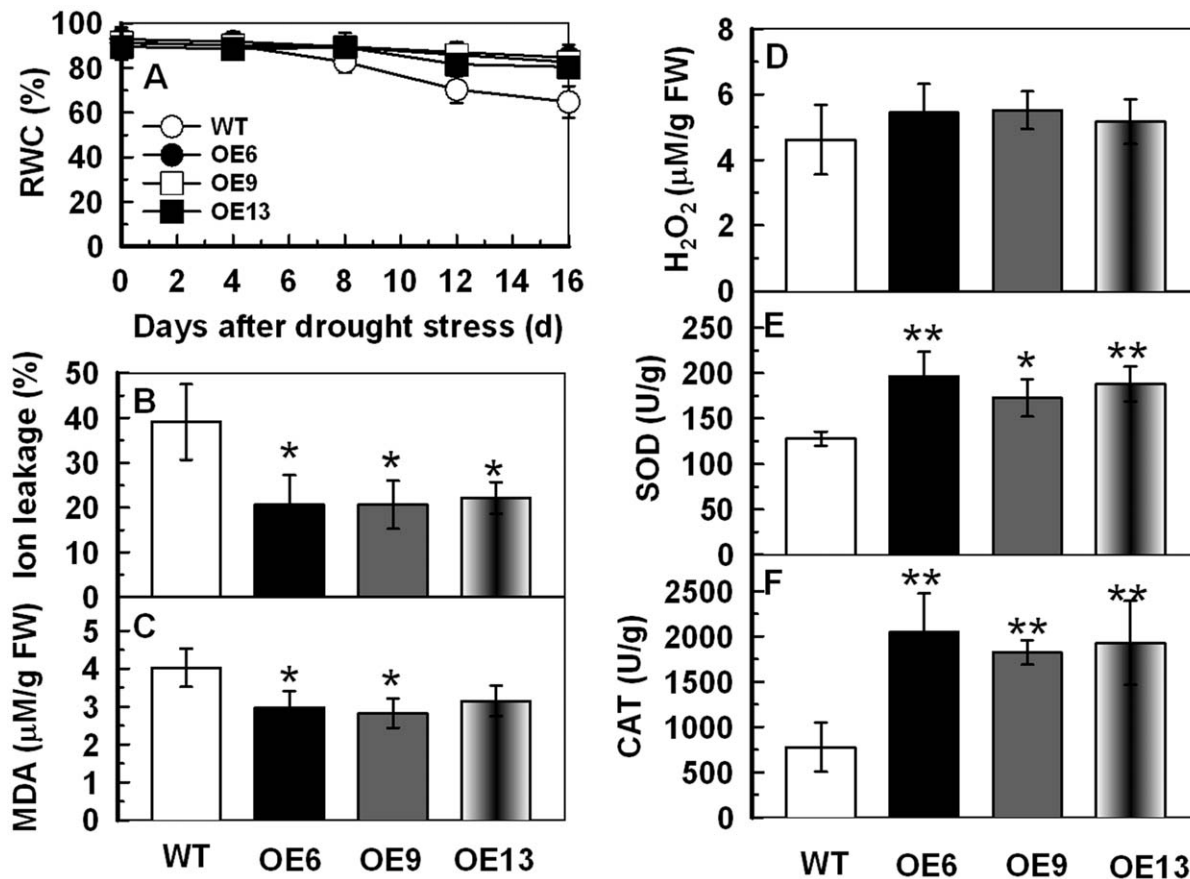 A
RWC (%)
100
80
60
40
20
0
WT
OE6
OE9
OE13
0 2 4 6 8 10 12 14 16
Days after drought stress (d)
B
Ion leakage (%)
50
40
30
20
10
0
* * *
C
MDA (μM/g FW)
5
4
3
2
1
0
* *
WT OE6 OE9 OE13
D
H₂O₂ (μM/g FW)
8
6
4
2
0
E
SOD (U/g)
250
200
150
100
50
0
** * **
F
CAT (U/g)
2500
2000
1500
1000
500
0
** ** **
WT OE6 OE9 OE13